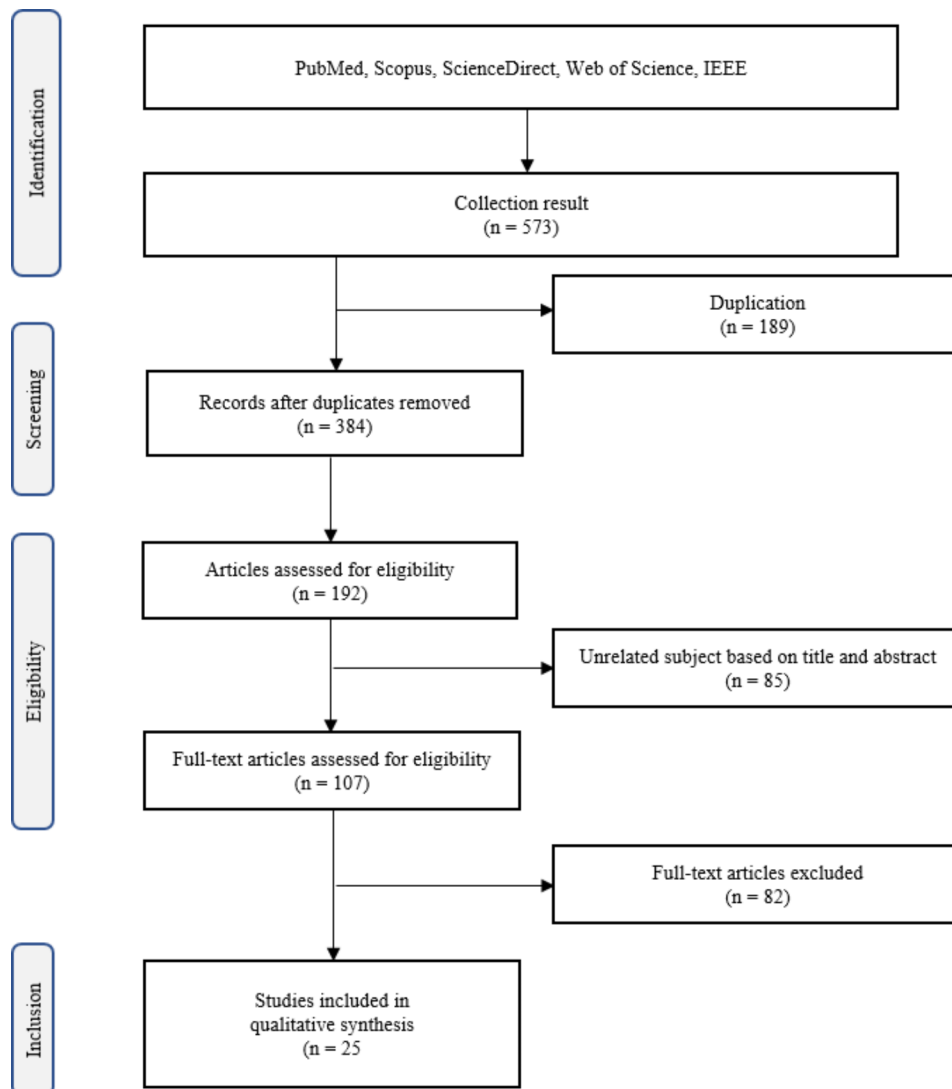 Identification
PubMed, Scopus, ScienceDirect, Web of Science, IEEE
Collection result
(n = 573)
Duplication
(n = 189)
Screening
Records after duplicates removed
(n = 384)
Eligibility
Articles assessed for eligibility
(n = 192)
Unrelated subject based on title and abstract
(n = 85)
Full-text articles assessed for eligibility
(n = 107)
Full-text articles excluded
(n = 82)
Inclusion
Studies included in
qualitative synthesis
(n = 25